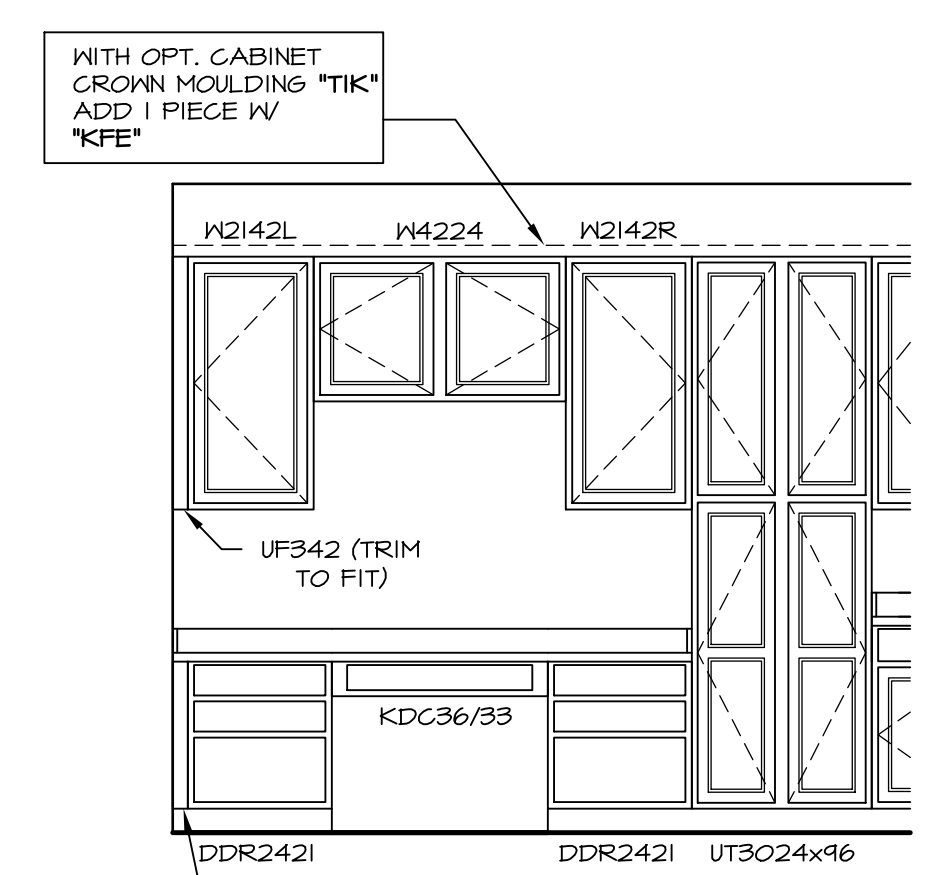 WITH OPT. CABINET
CROWN MOULDING "TIK"
ADD 1 PIECE W/
"KFE"
W2142L
W4224
W2142R
UF342 (TRIM
TO FIT)
KDC36/33
DDR2421
DDR2421
UT3024x96